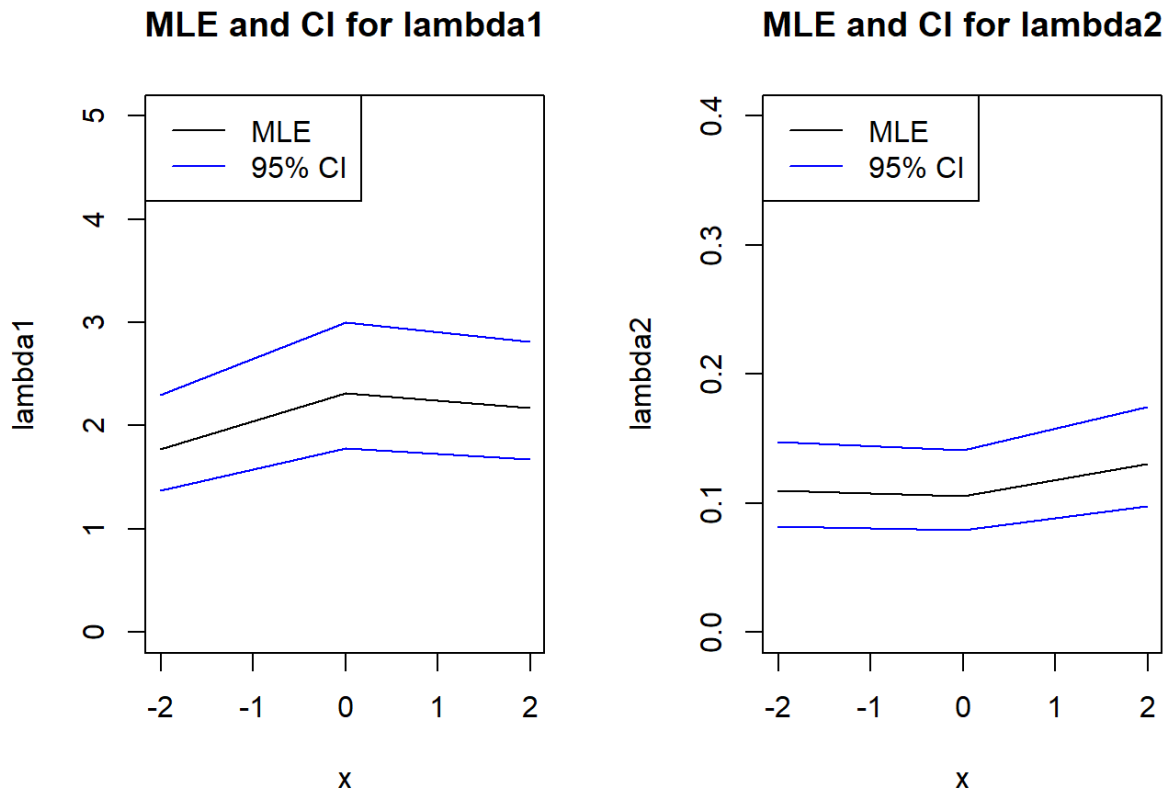 MLE and CI for lambda1
MLE
95% CI
5
4
3
2
1
0
lambda1
-2 -1 0 1 2
x
MLE and CI for lambda2
MLE
95% CI
0.4
0.3
0.2
0.1
0.0
lambda2
-2 -1 0 1 2
x